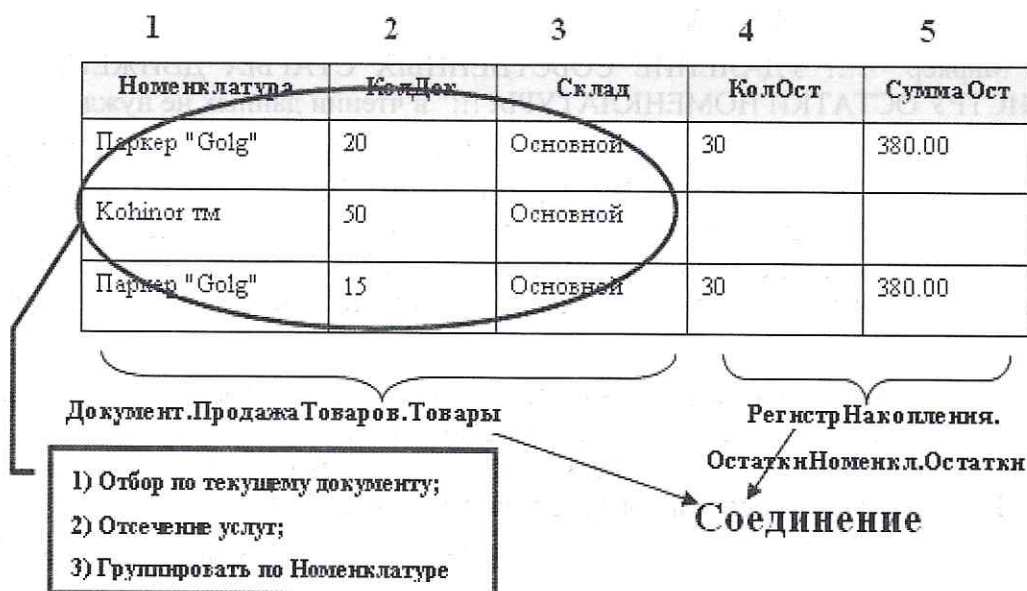 1 2 3 4 5
Номенклатура КолДок Склад КолОст СуммаОст
Паркер "Golg" 20 Основной 30 380.00
Kohinor тм 50 Основной
Паркер "Golg" 15 Основной 30 380.00
Документ.ПродажаТоваров.Товары
РегистрНакопления.
ОстаткиНоменкл.Остатки
Соединение
1) Отбор по текущему документу;
2) Отсечение услуг;
3) Группировать по Номенклатуре